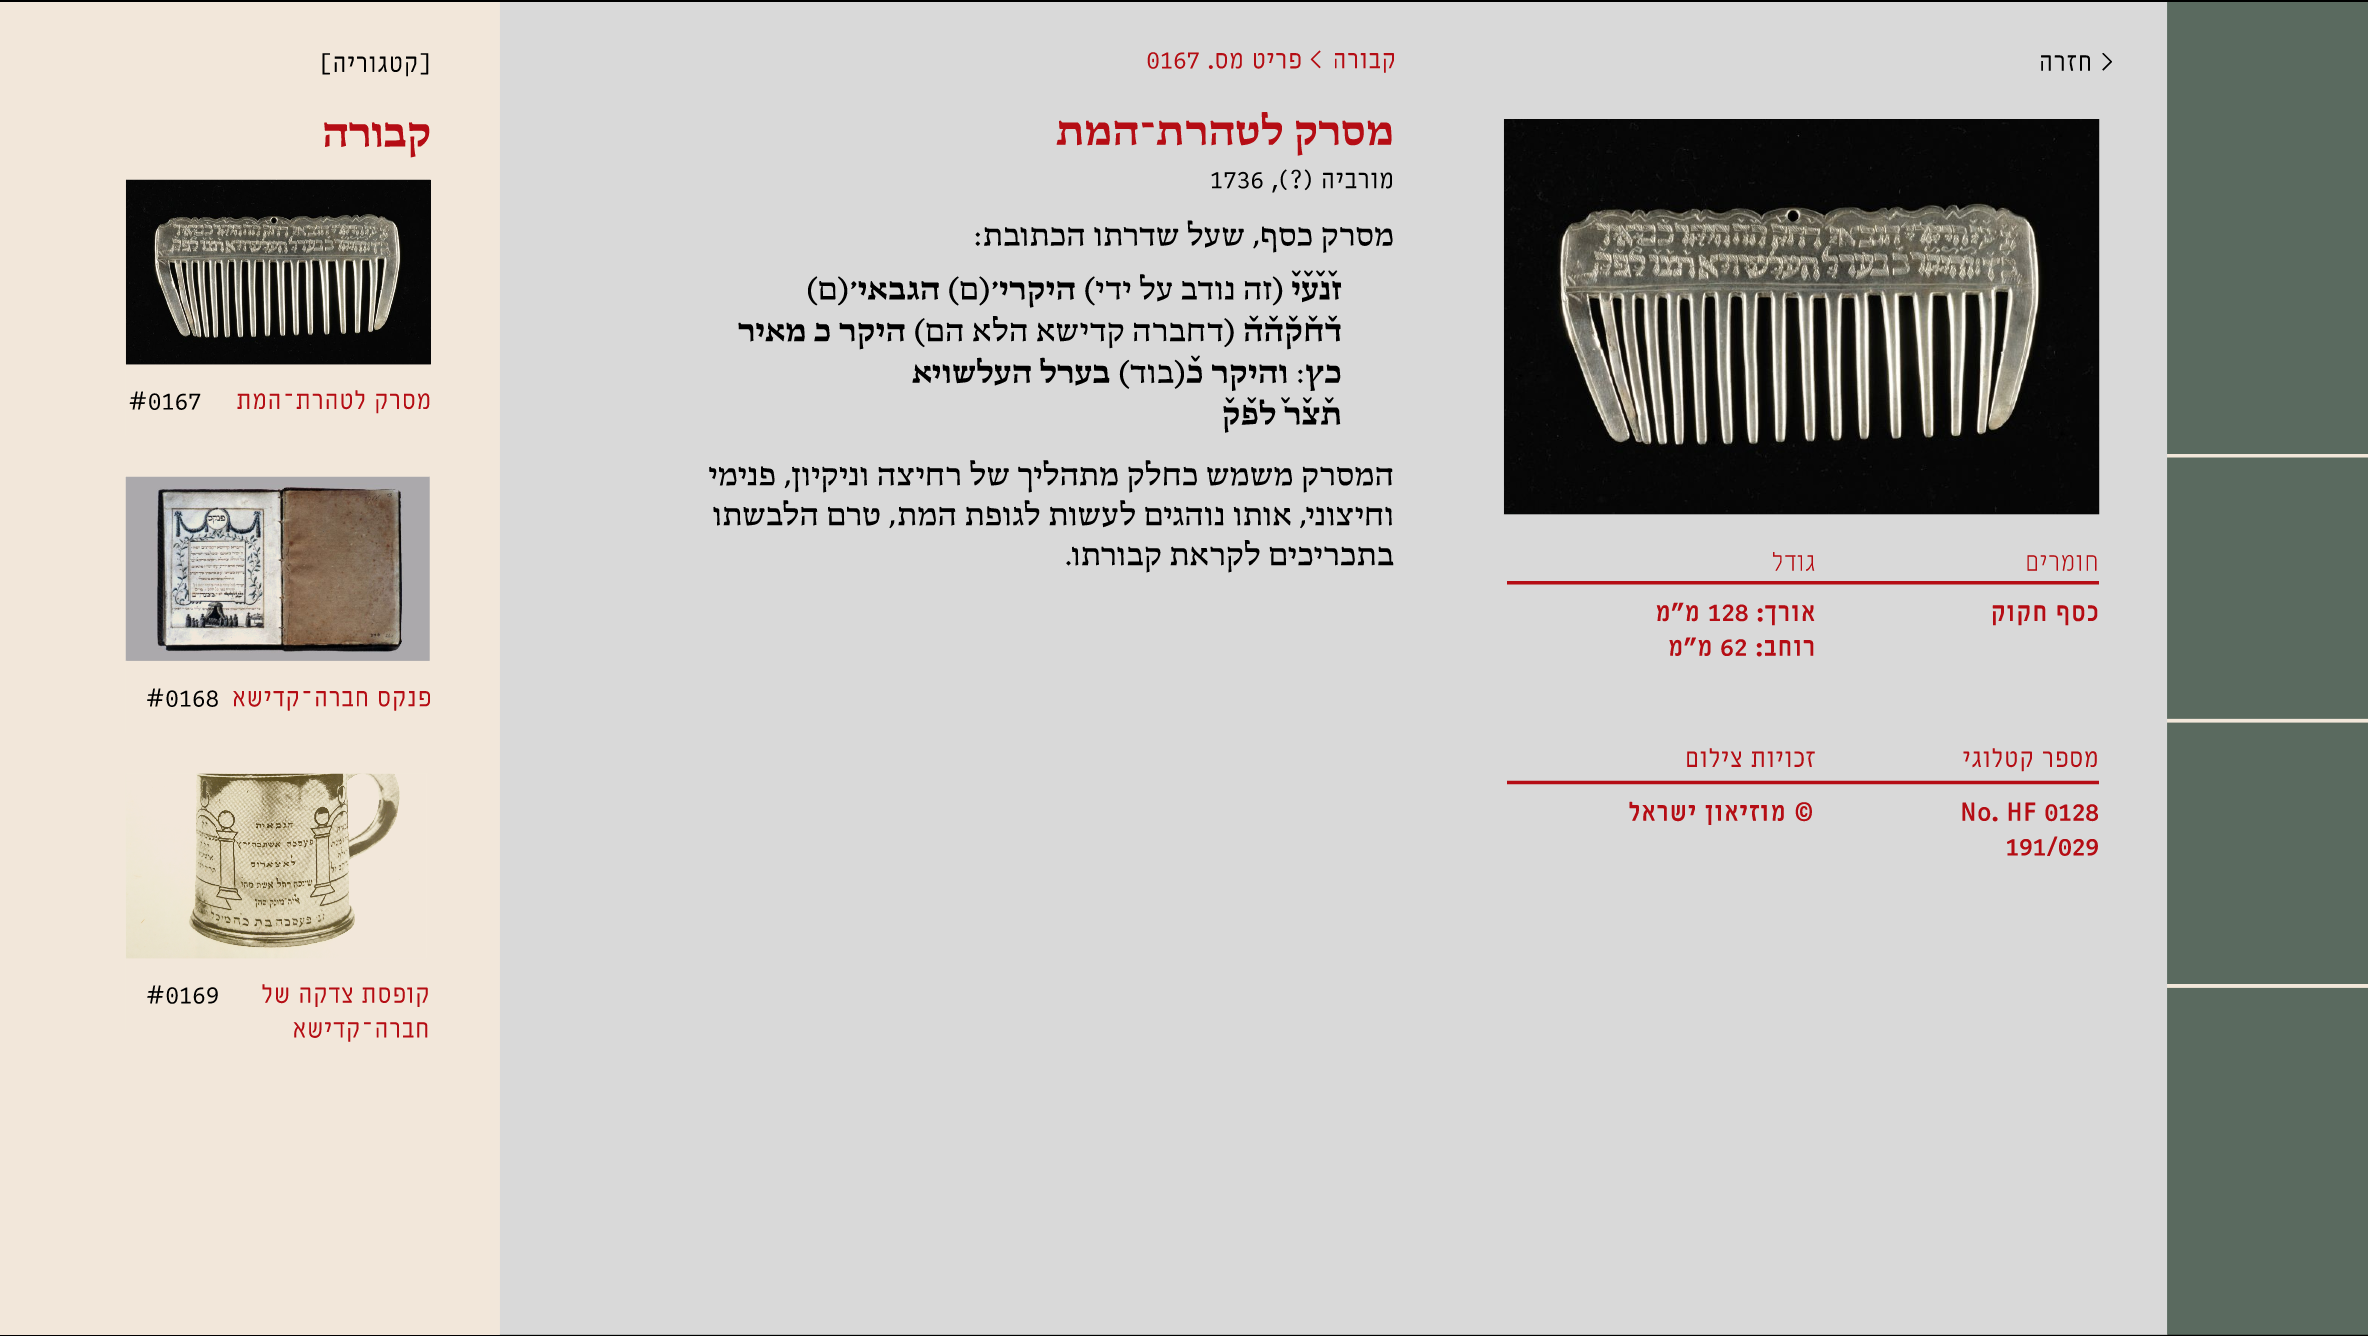 < חזרה
חומרים
גודל
כסף חקוק
אורך: 128 מ״מ
רוחב: 62 מ״מ
מספר קטלוגי
זכויות צילום
No. HF 0128
191/029
© מוזיאון ישראל
קבורה > פריט מס. 0167
מסרק לטהרת־המת
מורביה (?), 1736
מסרק כסף, שעל שדרתו הכתובת:
ז̌נ̌ע̌י̌ (זה נודב על ידי) היקרי׳(ם) הגבאי׳(ם)
ד̌ח̌ק̌ה̌ה̌ (דחברה קדישא הלא הם) היקר כ מאיר
כץ: והיקר כ̌(בוד) בערל העלשויא
ת̌צ̌ר̌ לפ̌ק̌
המסרק משמש כחלק מתהליך של רחיצה וניקיון, פנימי
וחיצוני, אותו נוהגים לעשות לגופת המת, טרם הלבשתו
בתכריכים לקראת קבורתו.
[קטגוריה]
קבורה
מסרק לטהרת־המת #0167
פנקס
פנקס חברה־קדישא #0168
קופסת צדקה של #0169
חברה־קדישא